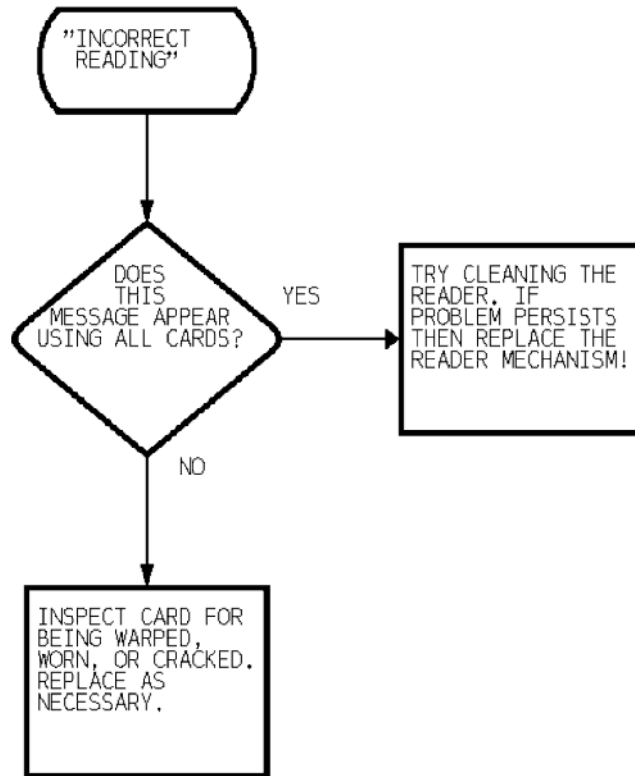 "INCORRECT
READING"
DOES
THIS
MESSAGE APPEAR
USING ALL CARDS?
YES
TRY CLEANING THE
READER. IF
PROBLEM PERSISTS
THEN REPLACE THE
READER MECHANISM!
NO
INSPECT CARD FOR
BEING WARPED,
WORN, OR CRACKED.
REPLACE AS
NECESSARY.